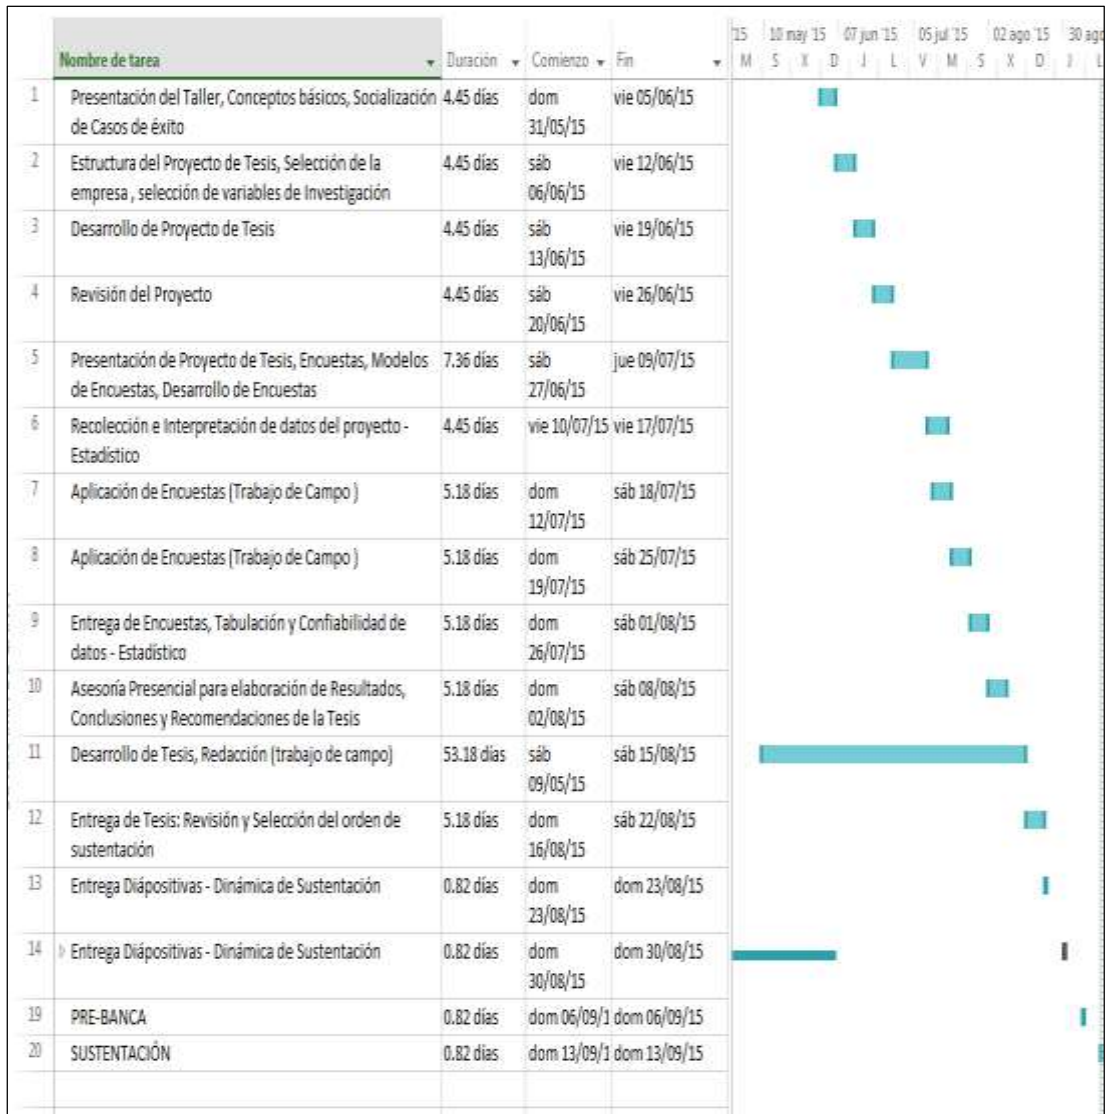 '15 10 may '15 07 jun '15 05 jul '15 02 ago '15 30 ago
Nombre de tarea Duración Comienzo Fin M S X D J L V M S X D J L
1 Presentación del Taller, Conceptos básicos, Socialización 4.45 días dom vie 05/06/15
de Casos de éxito 31/05/15
2 Estructura del Proyecto de Tesis, Selección de la 4.45 días sáb vie 12/06/15
empresa , selección de variables de Investigación 06/06/15
3 Desarrollo de Proyecto de Tesis 4.45 días sáb vie 19/06/15
13/06/15
4 Revisión del Proyecto 4.45 días sáb vie 26/06/15
20/06/15
5 Presentación de Proyecto de Tesis, Encuestas, Modelos 7.36 días sáb jue 09/07/15
de Encuestas, Desarrollo de Encuestas 27/06/15
6 Recolección e Interpretación de datos del proyecto - 4.45 días vie 10/07/15 vie 17/07/15
Estadístico
7 Aplicación de Encuestas (Trabajo de Campo ) 5.18 días dom sáb 18/07/15
12/07/15
8 Aplicación de Encuestas (Trabajo de Campo ) 5.18 días dom sáb 25/07/15
19/07/15
9 Entrega de Encuestas, Tabulación y Confiabilidad de 5.18 días dom sáb 01/08/15
datos - Estadístico 26/07/15
10 Asesoría Presencial para elaboración de Resultados, 5.18 días dom sáb 08/08/15
Conclusiones y Recomendaciones de la Tesis 02/08/15
11 Desarrollo de Tesis, Redacción (trabajo de campo) 53.18 días sáb sáb 15/08/15
09/05/15
12 Entrega de Tesis: Revisión y Selección del orden de 5.18 días dom sáb 22/08/15
sustentación 16/08/15
13 Entrega Diápositivas - Dinámica de Sustentación 0.82 días dom dom 23/08/15
23/08/15
14 Entrega Diápositivas - Dinámica de Sustentación 0.82 días dom dom 30/08/15
30/08/15
19 PRE-BANCA 0.82 días dom 06/09/1 dom 06/09/15
20 SUSTENTACIÓN 0.82 días dom 13/09/1 dom 13/09/15